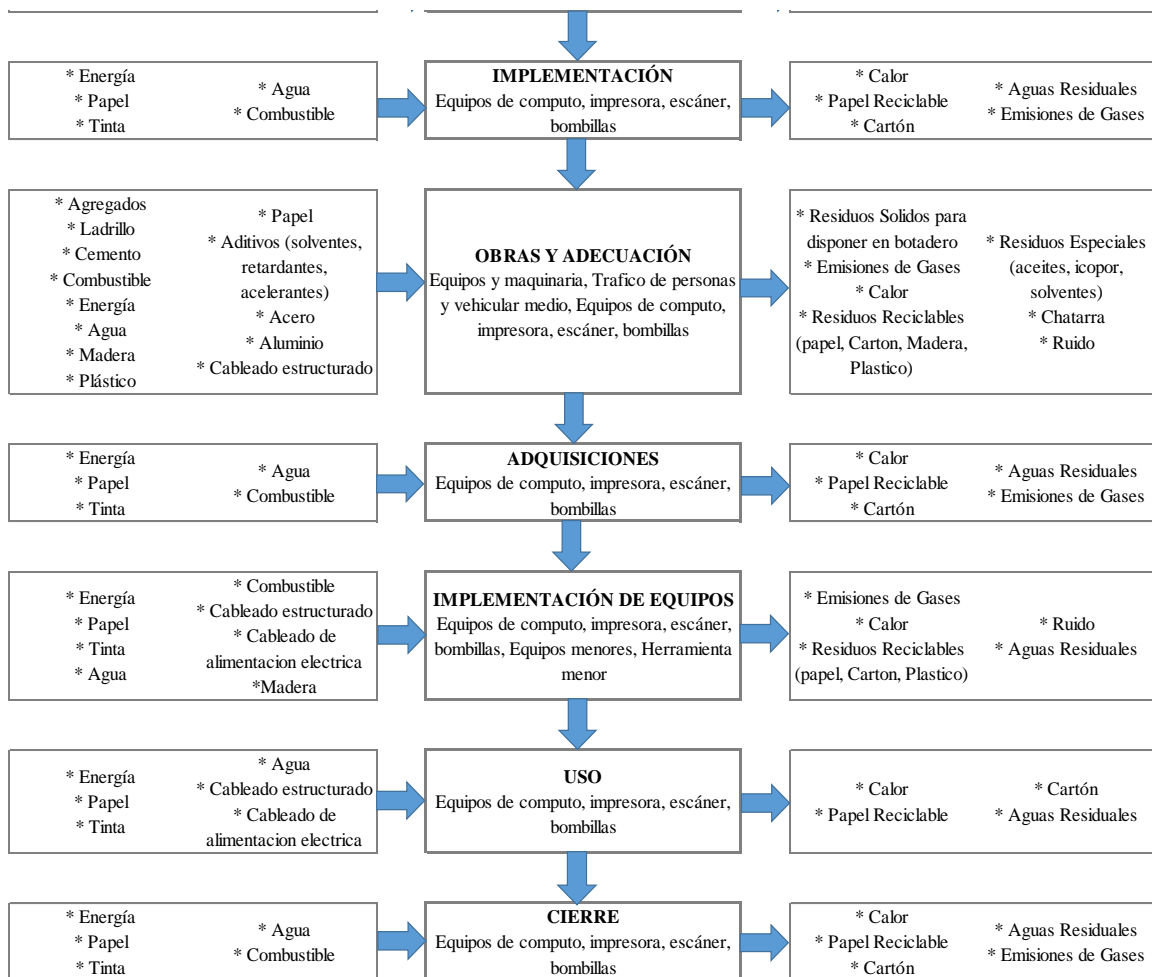 * Energía
* Papel
* Tinta
* Agua
* Combustible
IMPLEMENTACIÓN
Equipos de computo, impresora, escáner,
bombillas
* Calor
* Papel Reciclable
* Cartón
* Aguas Residuales
* Emisiones de Gases
* Agregados
* Ladrillo
* Cemento
* Combustible
* Energía
* Agua
* Madera
* Plástico
* Papel
* Aditivos (solventes,
retardantes,
acelerantes)
* Acero
* Aluminio
* Cableado estructurado
OBRAS Y ADECUACIÓN
Equipos y maquinaria, Trafico de personas
y vehicular medio, Equipos de computo,
impresora, escáner, bombillas
* Residuos Solidos para
disponer en botadero
* Emisiones de Gases
* Calor
* Residuos Reciclables
(papel, Carton, Madera,
Plastico)
* Residuos Especiales
(aceites, icopor,
solventes)
* Chatarra
* Ruido
* Energía
* Papel
* Tinta
* Agua
* Combustible
ADQUISICIONES
Equipos de computo, impresora, escáner,
bombillas
* Calor
* Papel Reciclable
* Cartón
* Aguas Residuales
* Emisiones de Gases
* Energía
* Papel
* Tinta
* Agua
* Combustible
* Cableado estructurado
* Cableado de
alimentacion electrica
*Madera
IMPLEMENTACIÓN DE EQUIPOS
Equipos de computo, impresora, escáner,
bombillas, Equipos menores, Herramienta
menor
* Emisiones de Gases
* Calor
* Residuos Reciclables
(papel, Carton, Plastico)
* Ruido
* Aguas Residuales
* Energía
* Papel
* Tinta
* Agua
* Cableado estructurado
* Cableado de
alimentacion electrica
USO
Equipos de computo, impresora, escáner,
bombillas
* Calor
* Papel Reciclable
* Cartón
* Aguas Residuales
* Energía
* Papel
* Tinta
* Agua
* Combustible
CIERRE
Equipos de computo, impresora, escáner,
bombillas
* Calor
* Papel Reciclable
* Cartón
* Aguas Residuales
* Emisiones de Gases